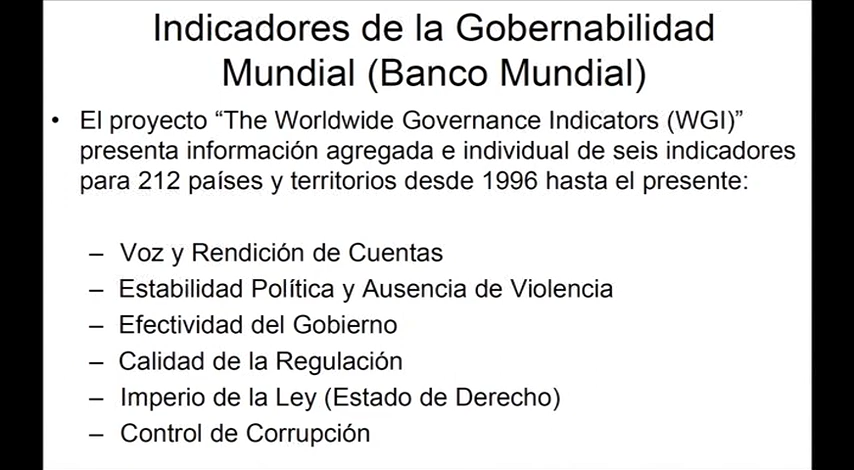 Indicadores de la Gobernabilidad
Mundial (Banco Mundial)
• El proyecto “The Worldwide Governance Indicators (WGI)”
presenta información agregada e individual de seis indicadores
para 212 países y territorios desde 1996 hasta el presente:
– Voz y Rendición de Cuentas
– Estabilidad Política y Ausencia de Violencia
– Efectividad del Gobierno
– Calidad de la Regulación
– Imperio de la Ley (Estado de Derecho)
– Control de Corrupción